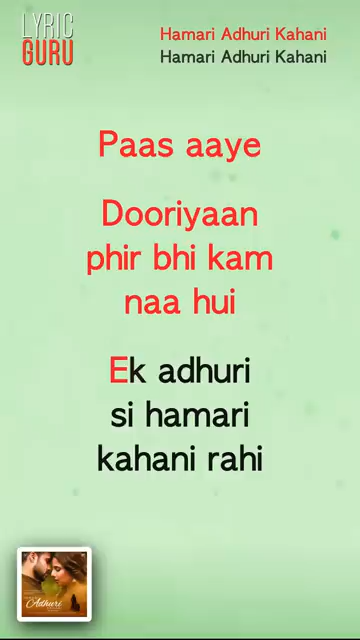 LYRIC
GURU
Hamari Adhuri Kahani
Hamari Adhuri Kahani
Paas aaye
Dooriyaan
phir bhi kam
naa hui
Ek adhuri
si hamari
kahani rahi
Adhuri